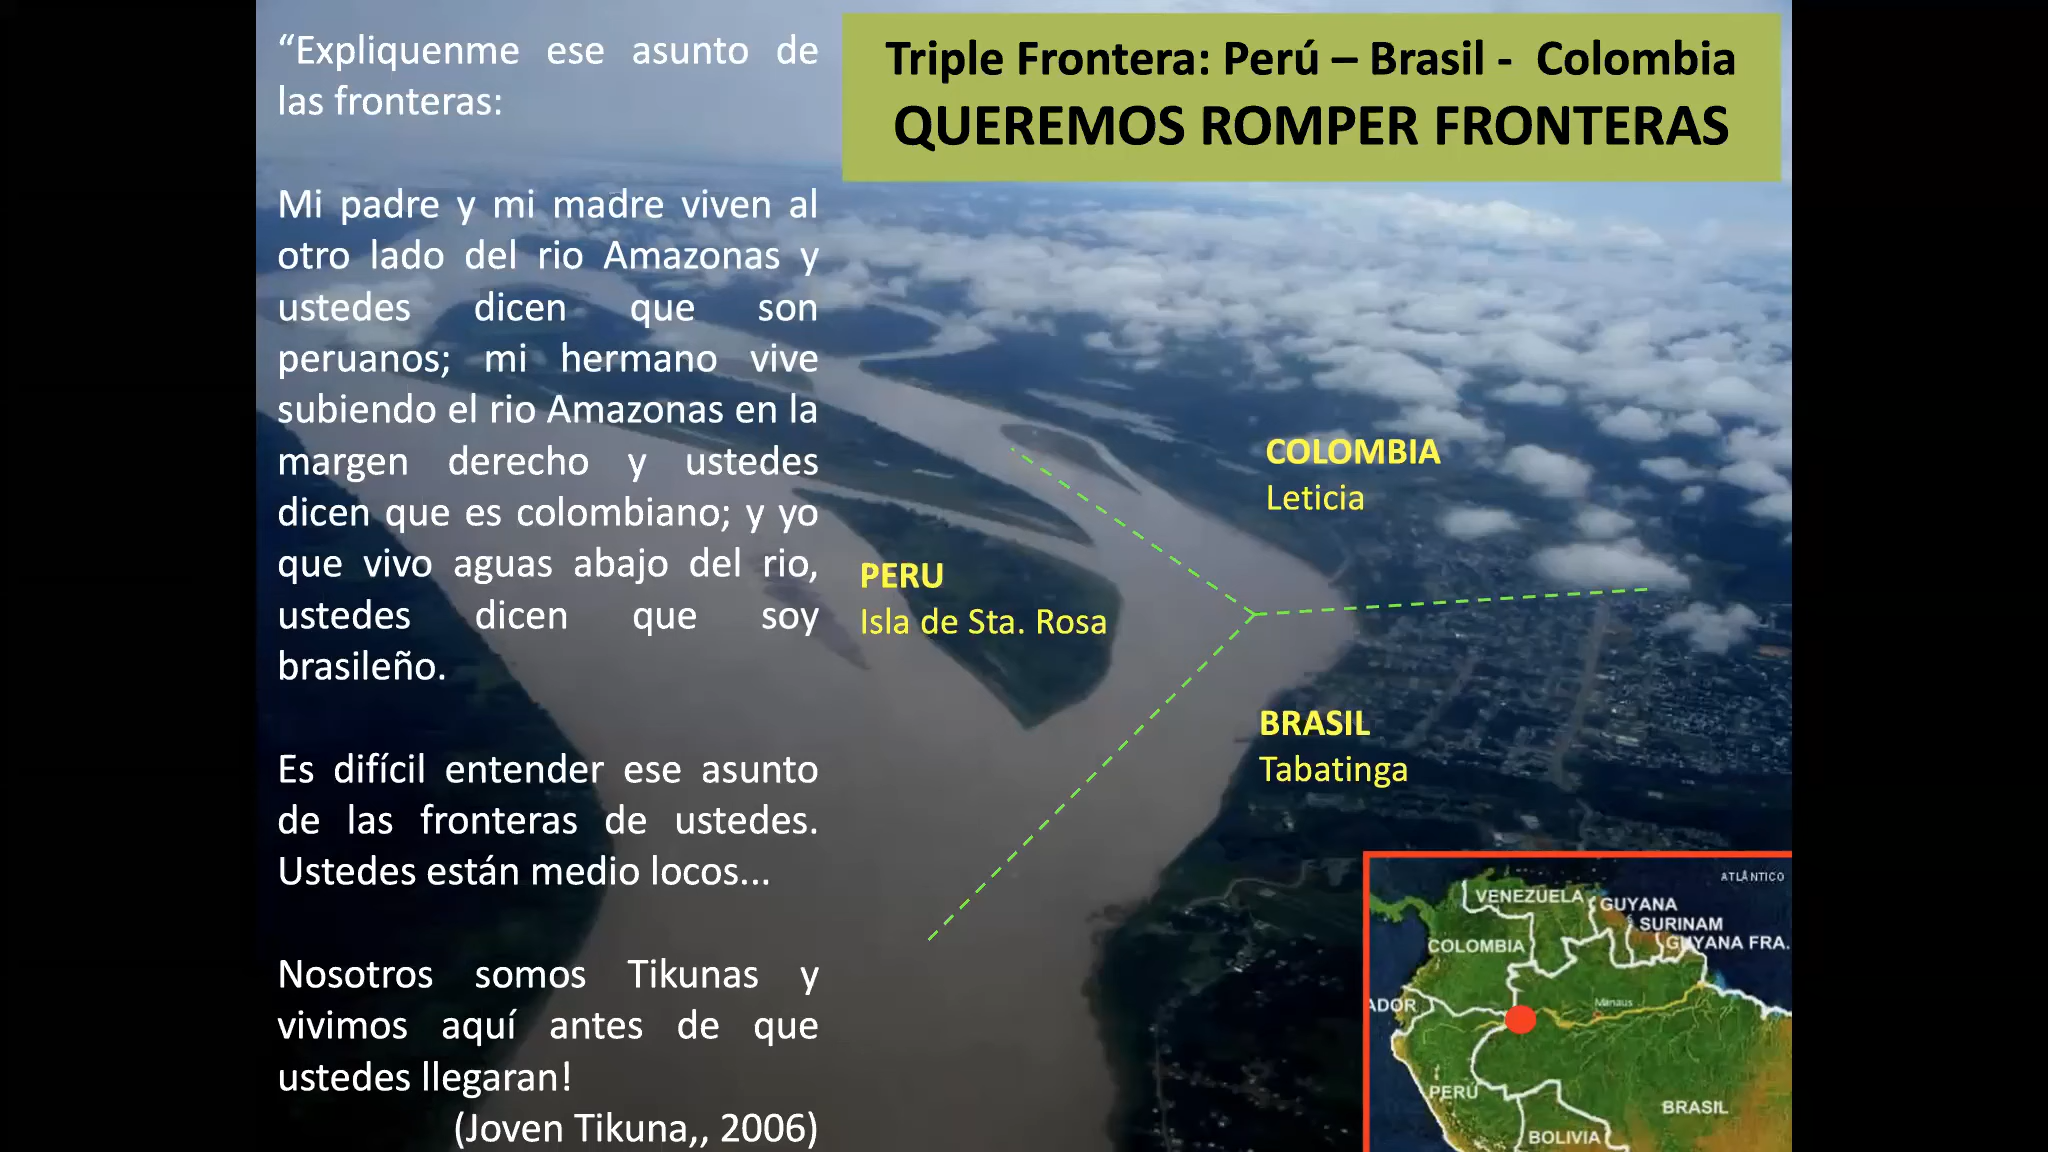 “Expliquenme ese asunto de
las fronteras:
Mi padre y mi madre viven al
otro lado del rio Amazonas y
ustedes dicen que son
peruanos; mi hermano vive
subiendo el rio Amazonas en la
margen derecho y ustedes
dicen que es colombiano; y yo
que vivo aguas abajo del rio,
ustedes dicen que soy
brasileño.
Es difícil entender ese asunto
de las fronteras de ustedes.
Ustedes están medio locos...
Nosotros somos Tikunas y
vivimos aquí antes de que
ustedes llegaran!
(Joven Tikuna,, 2006)
Triple Frontera: Perú – Brasil - Colombia
QUEREMOS ROMPER FRONTERAS
COLOMBIA
Leticia
PERU
Isla de Sta. Rosa
BRASIL
Tabatinga
ATLÁNTICO
VENEZUELA
GUYANA
SURINAM
GUYANA FRA.
COLOMBIA
ADOR
Manaus
PERÚ
BRASIL
BOLIVIA